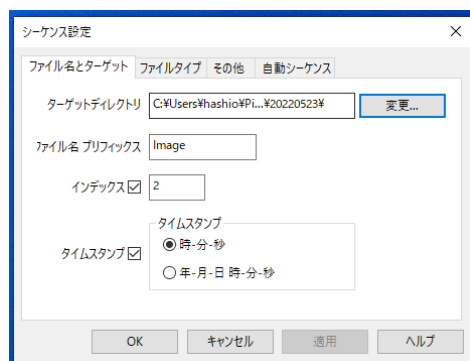 シーケンス設定
ファイル名とターゲット ファイルタイプ その他 自動シーケンス
ターゲットディレクトリ C:¥Users¥hashio¥Pi...¥20220523¥ 変更...
ファイル名 プリフィックス Image
インデックス 2
タイムスタンプ
タイムスタンプ 時-分-秒
年-月-日 時-分-秒
OK キャンセル 適用 ヘルプ